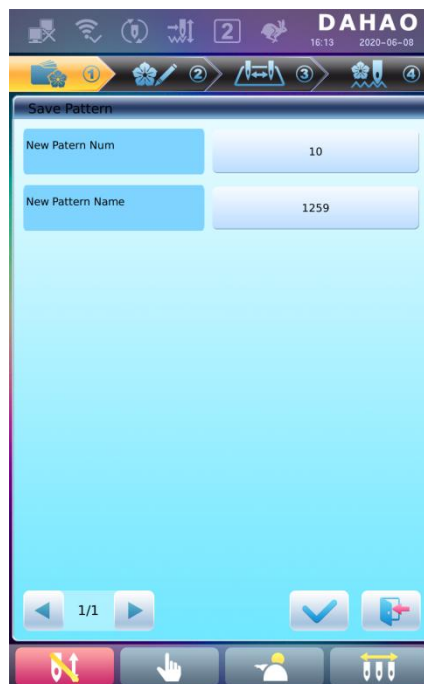 DAHAO
2
16:13 2020-06-08
① ② ③ ④
Save Pattern
New Patern Num
10
New Pattern Name
1259
1/1